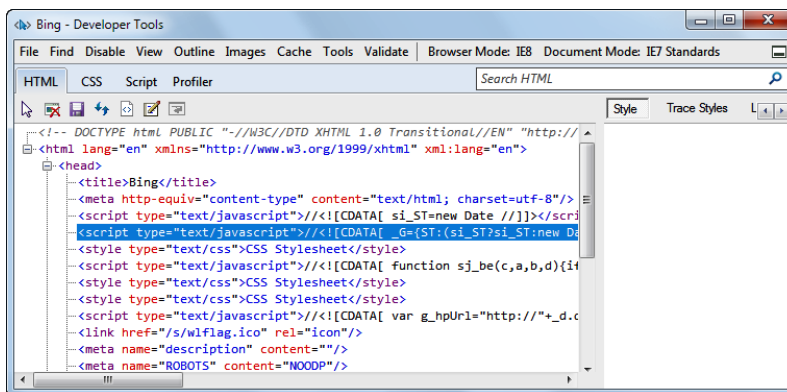 Bing - Developer Tools
File Find Disable View Outline Images Cache Tools Validate Browser Mode: IE8 Document Mode: IE7 Standards
HTML CSS Script Profiler Search HTML
Style Trace Styles L
<!-- DOCTYPE html PUBLIC "-//W3C//DTD XHTML 1.0 Transitional//EN" "http://
<html lang="en" xmlns="http://www.w3.org/1999/xhtml" xml:lang="en">
<head>
<title>Bing</title>
<meta http-equiv="content-type" content="text/html; charset=utf-8"/>
<script type="text/javascript">//<![CDATA[ si_ST=new Date //]]></scri
<script type="text/javascript">//<![CDATA[ _G={ST:(si_ST?si_ST:new Da
<style type="text/css">CSS Stylesheet</style>
<script type="text/javascript">//<![CDATA[ function sj_be(c,a,b,d){if
<style type="text/css">CSS Stylesheet</style>
<style type="text/css">CSS Stylesheet</style>
<script type="text/javascript">//<![CDATA[ var g_hpUrl="http://"+_d.
<link href="/s/wlflag.ico" rel="icon"/>
<meta name="description" content=""/>
<meta name="ROBOTS" content="NOODP"/>